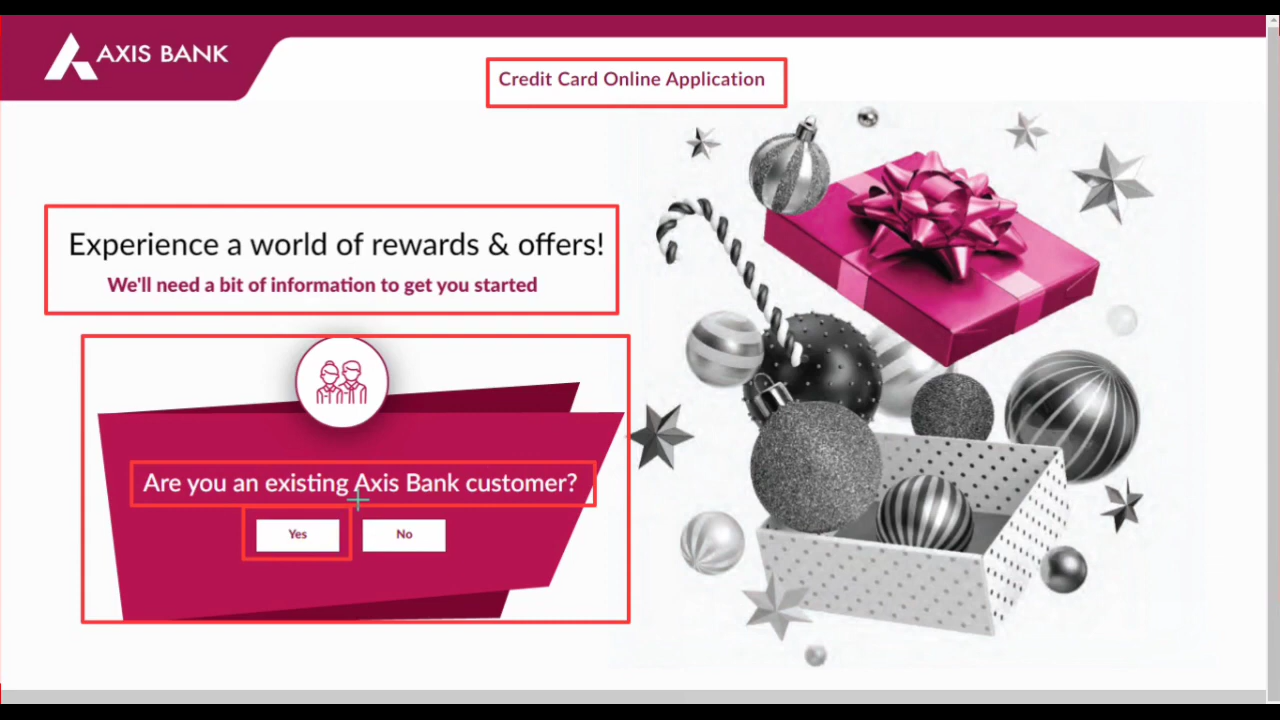 AXIS BANK
Credit Card Online Application
Experience a world of rewards & offers!
We'll need a bit of information to get you started
Are you an existing Axis Bank customer?
Yes
No